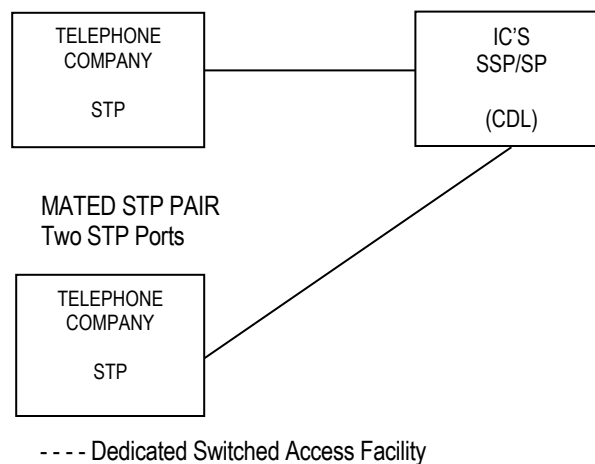 TELEPHONE
COMPANY
STP
IC'S
SSP/SP
(CDL)
MATED STP PAIR
Two STP Ports
TELEPHONE
COMPANY
STP
- - - - Dedicated Switched Access Facility